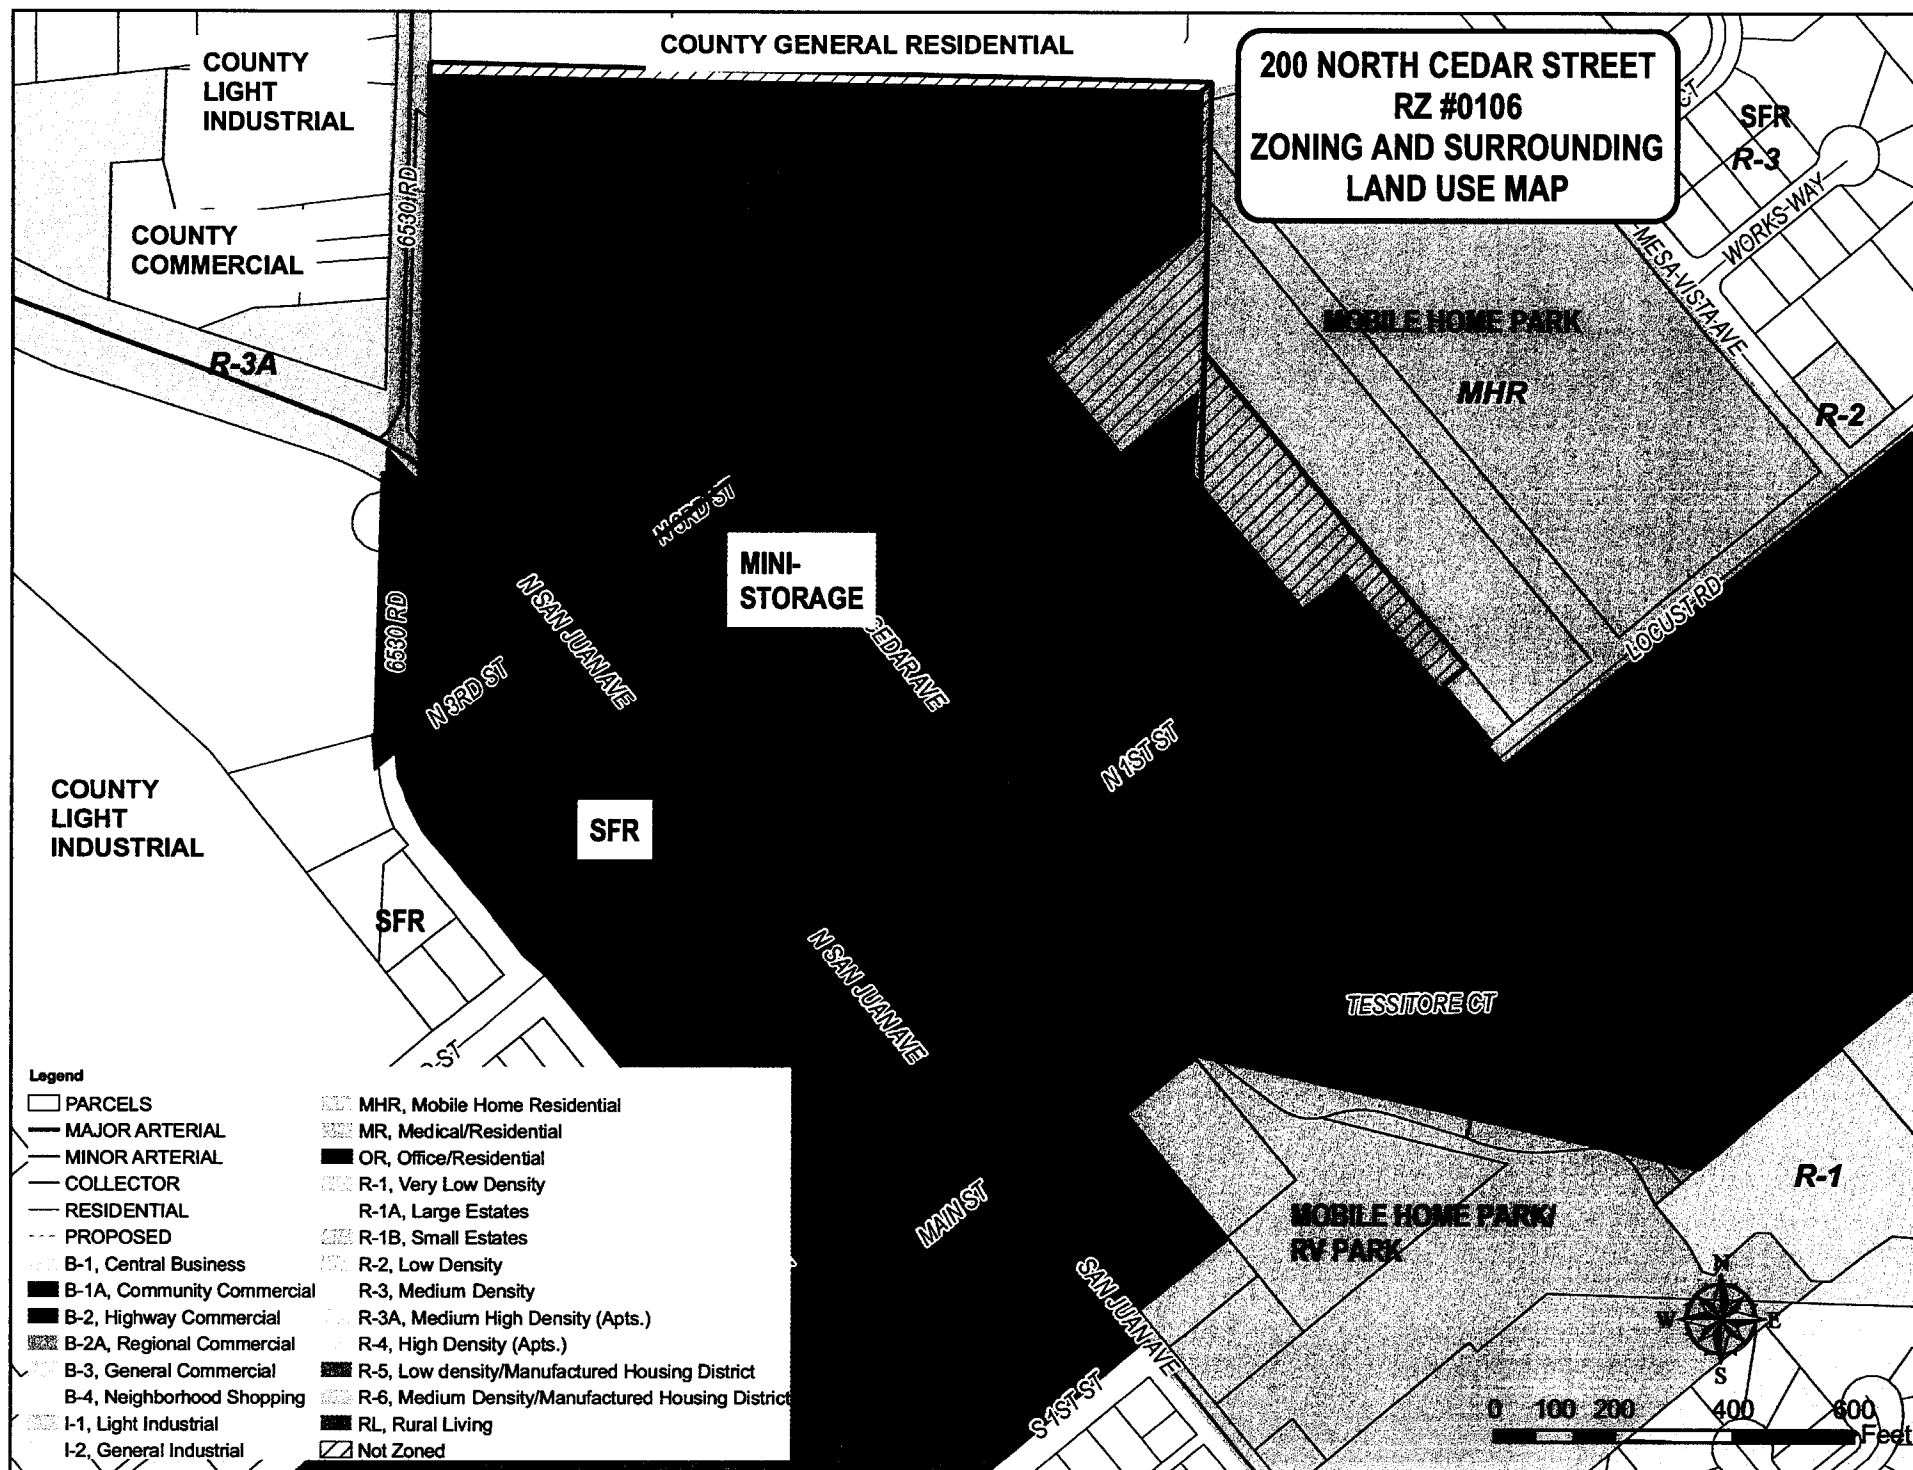 COUNTY GENERAL RESIDENTIAL
200 NORTH CEDAR STREET
RZ #0106
ZONING AND SURROUNDING
LAND USE MAP
COUNTY
LIGHT
INDUSTRIAL
CT
SFR
R-3
WORKS WAY
6530 RD
COUNTY
COMMERCIAL
MESA VISTA AVE
MOBILE HOME PARK
R-3A
MHR
R-2
N 3RD ST
MINI-
STORAGE
N SAN JUAN AVE
6530 RD
LOCUST RD
CEDAR AVE
N 3RD ST
N 1ST ST
COUNTY
LIGHT
INDUSTRIAL
SFR
SFR
N SAN JUAN AVE
TESSITORE CT
ST
R-1
MAIN ST
MOBILE HOME PARK/
RV PARK
SAN JUAN AVE
S 1ST ST
N
W E
S
0 100 200 400 600
Feet
Legend
PARCELS
MAJOR ARTERIAL
MINOR ARTERIAL
COLLECTOR
RESIDENTIAL
PROPOSED
B-1, Central Business
B-1A, Community Commercial
B-2, Highway Commercial
B-2A, Regional Commercial
B-3, General Commercial
B-4, Neighborhood Shopping
I-1, Light Industrial
I-2, General Industrial
MHR, Mobile Home Residential
MR, Medical/Residential
OR, Office/Residential
R-1, Very Low Density
R-1A, Large Estates
R-1B, Small Estates
R-2, Low Density
R-3, Medium Density
R-3A, Medium High Density (Apts.)
R-4, High Density (Apts.)
R-5, Low density/Manufactured Housing District
R-6, Medium Density/Manufactured Housing District
RL, Rural Living
Not Zoned